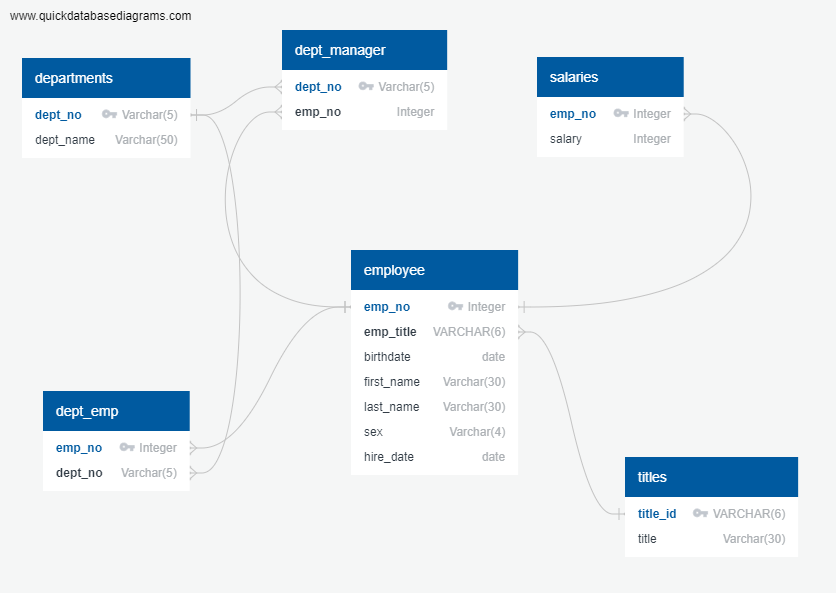 www.quickdatabasediagrams.com
departments
dept_no Varchar(5)
dept_name Varchar(50)
dept_manager
dept_no Varchar(5)
emp_no Integer
salaries
emp_no Integer
salary Integer
employee
emp_no Integer
emp_title VARCHAR(6)
birthdate date
first_name Varchar(30)
last_name Varchar(30)
sex Varchar(4)
hire_date date
dept_emp
emp_no Integer
dept_no Varchar(5)
titles
title_id VARCHAR(6)
title Varchar(30)